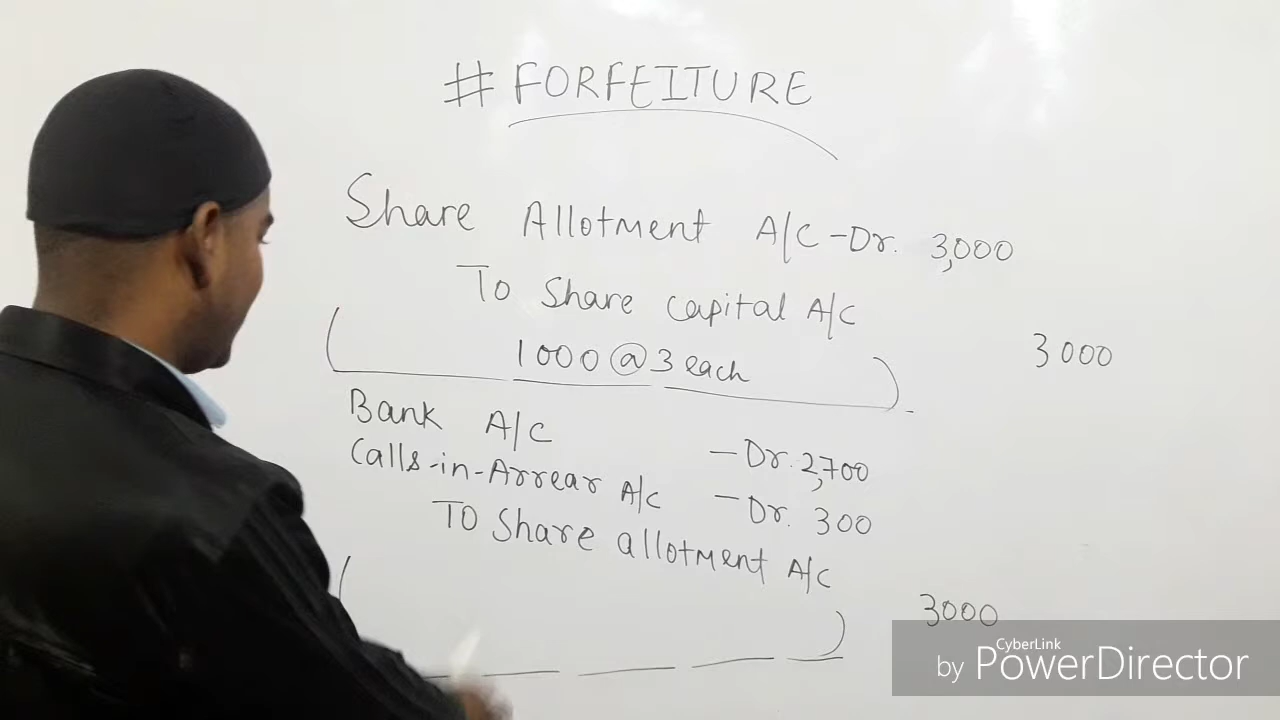 # FORFEITURE
Share Allotment A/C -Dr. 3,000
To Share capital A/C
3000
1000 @ 3 each
Bank A/C - Dr. 2,700
Calls-in-Arrear A/C - Dr. 300
To Share allotment A/C
3000
CyberLink
by PowerDirector